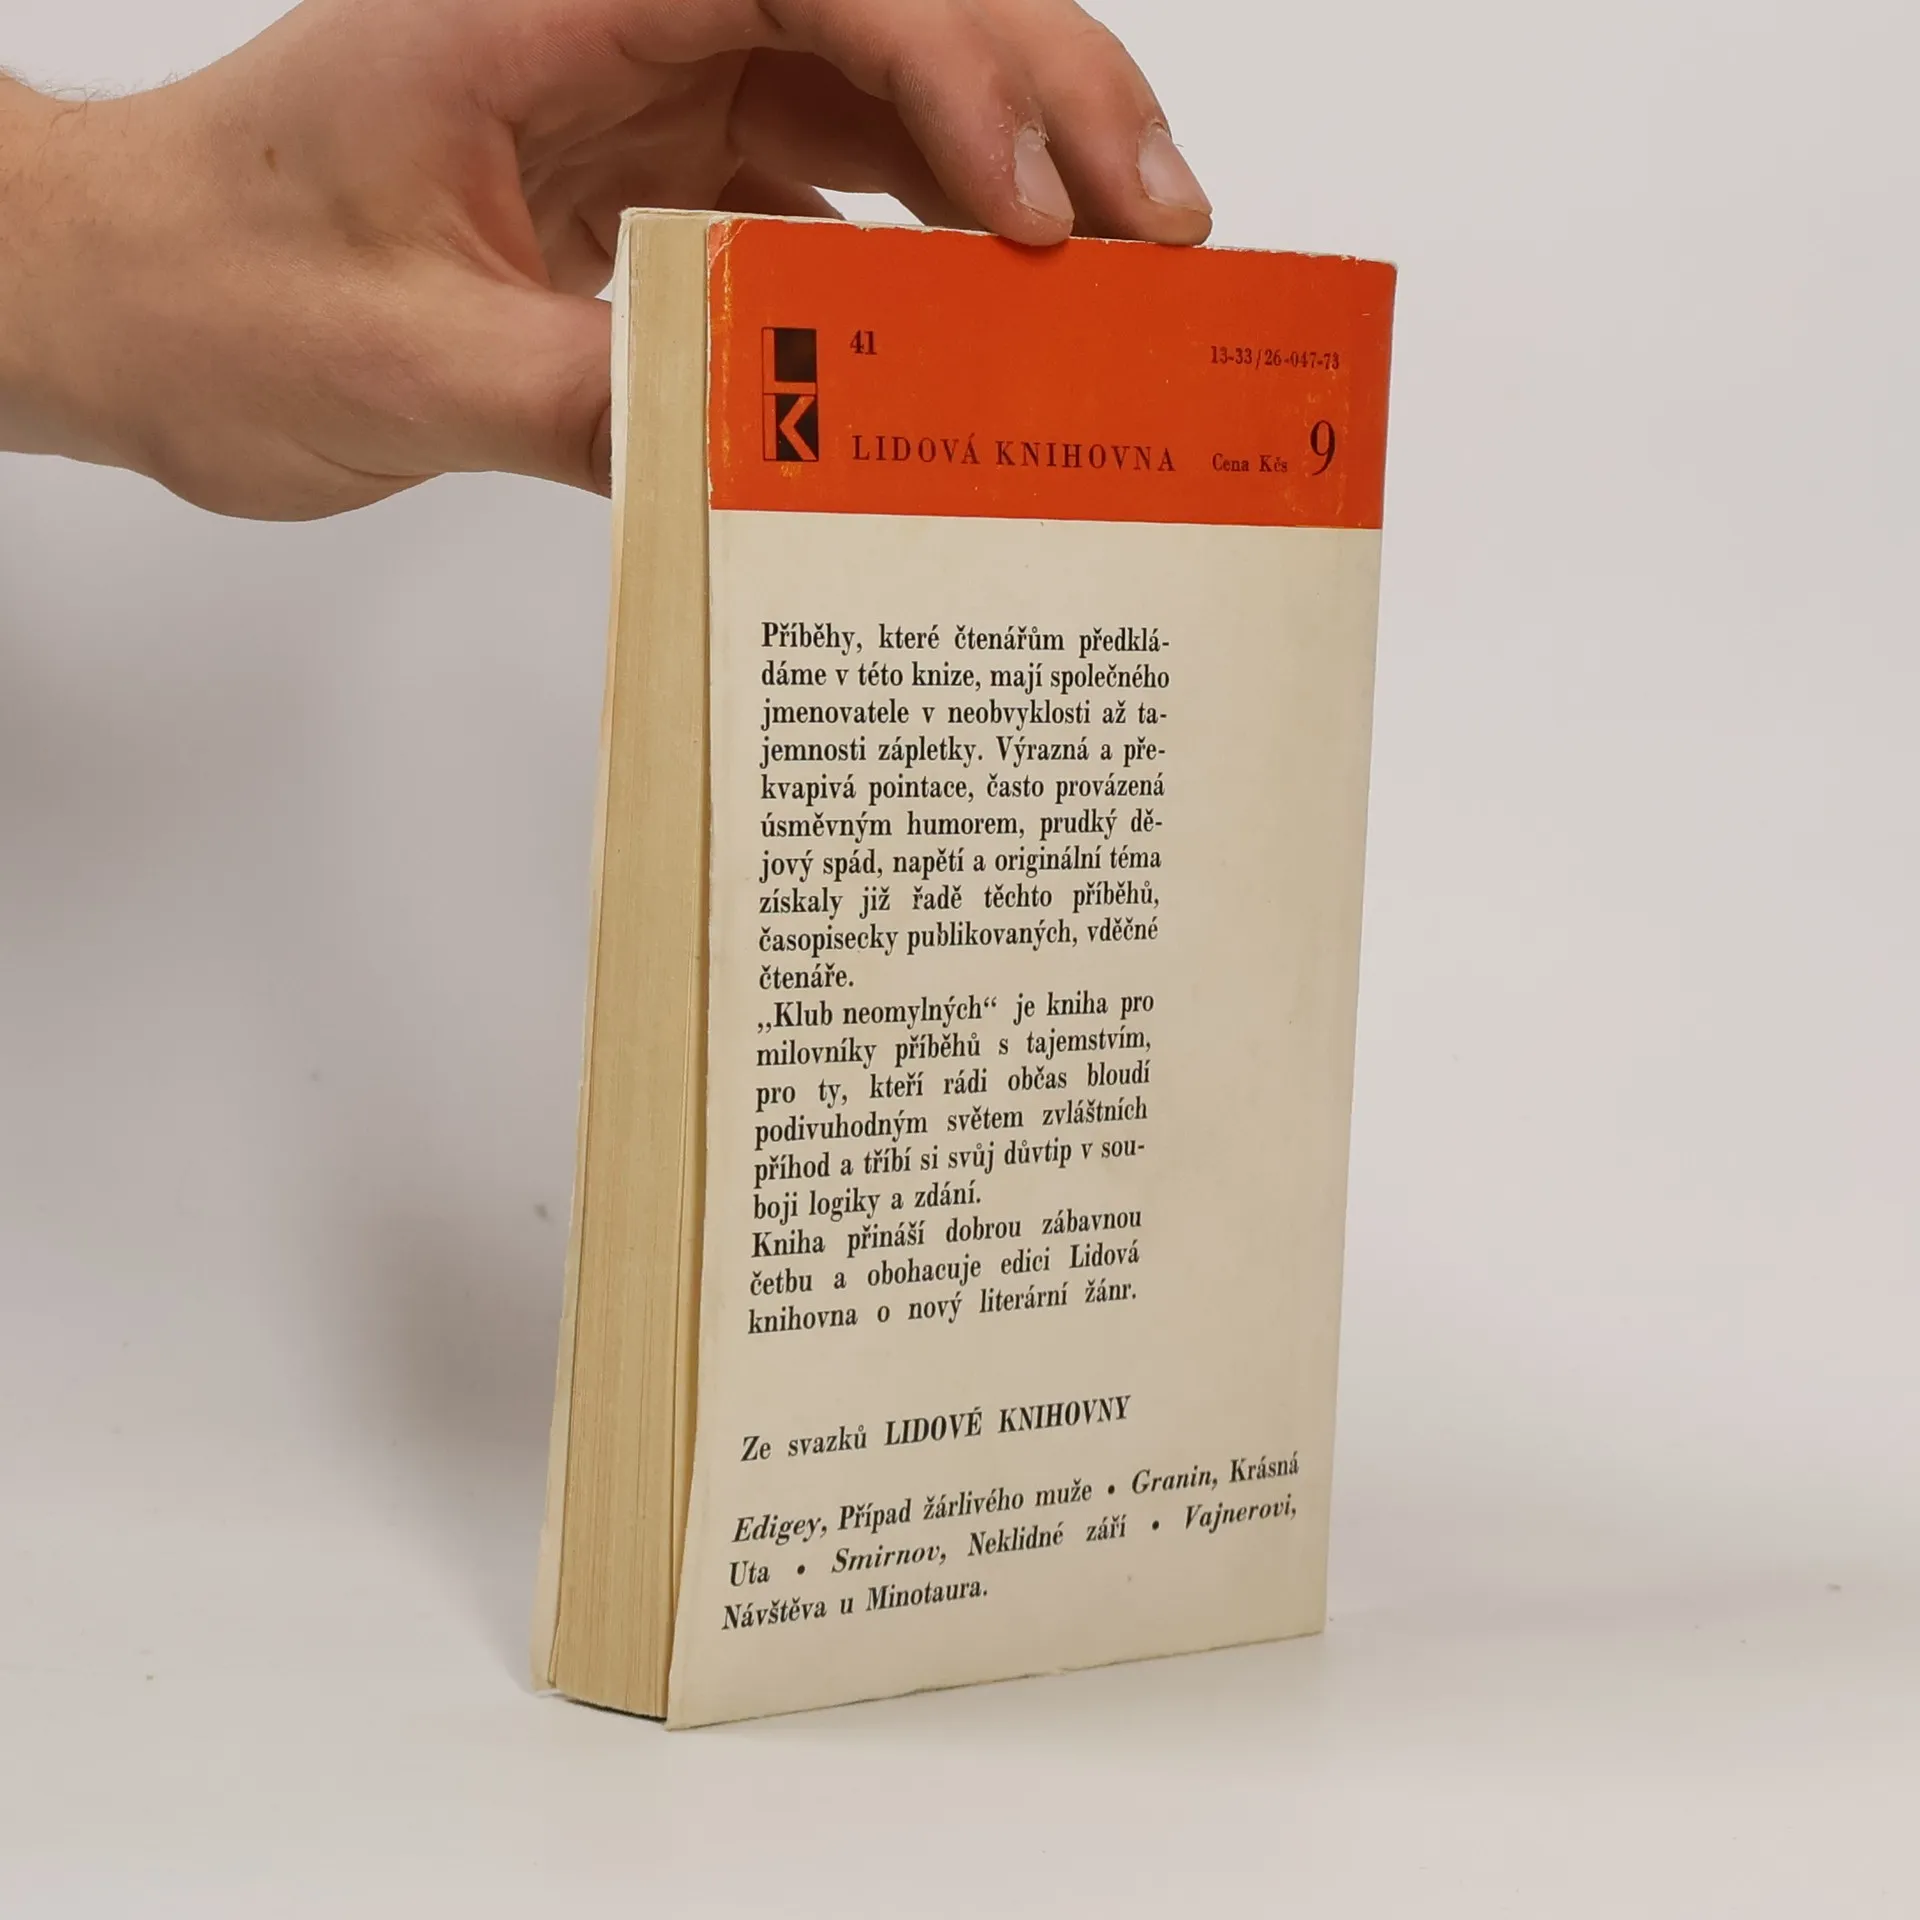 LK
41
13-33/26-047-73
LIDOVÁ KNIHOVNA Cena Kčs 9
Příběhy, které čtenářům předklá-
dáme v této knize, mají společného
jmenovatele v neobvyklosti až ta-
jemnosti zápletky. Výrazná a pře-
kvapivá pointace, často provázená
úsměvným humorem, prudký dě-
jový spád, napětí a originální téma
získaly již řadě těchto příběhů,
časopisecky publikovaných, vděčné
čtenáře.
„Klub neomylných“ je kniha pro
milovníky příběhů s tajemstvím,
pro ty, kteří rádi občas bloudí
podivuhodným světem zvláštních
příhod a tříbí si svůj důvtip v sou-
boji logiky a zdání.
Kniha přináší dobrou zábavnou
četbu a obohacuje edici Lidová
knihovna o nový literární žánr.
Ze svazků LIDOVÉ KNIHOVNY
Edigey, Případ žárlivého muže • Granin, Krásná
Uta • Smirnov, Neklidné září • Vajnerovi,
Návštěva u Minotaura.